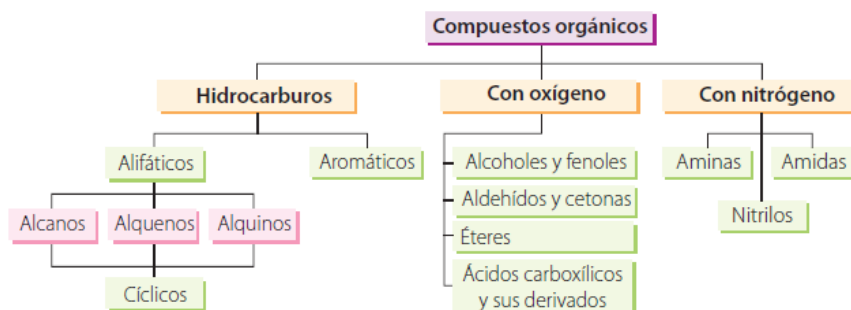 Compuestos orgánicos
Hidrocarburos
Con oxígeno
Con nitrógeno
Alifáticos
Aromáticos
Alcoholes y fenoles
Aminas
Amidas
Aldehídos y cetonas
Alcanos
Alquenos
Alquinos
Nitrilos
Éteres
Cíclicos
Ácidos carboxílicos
y sus derivados